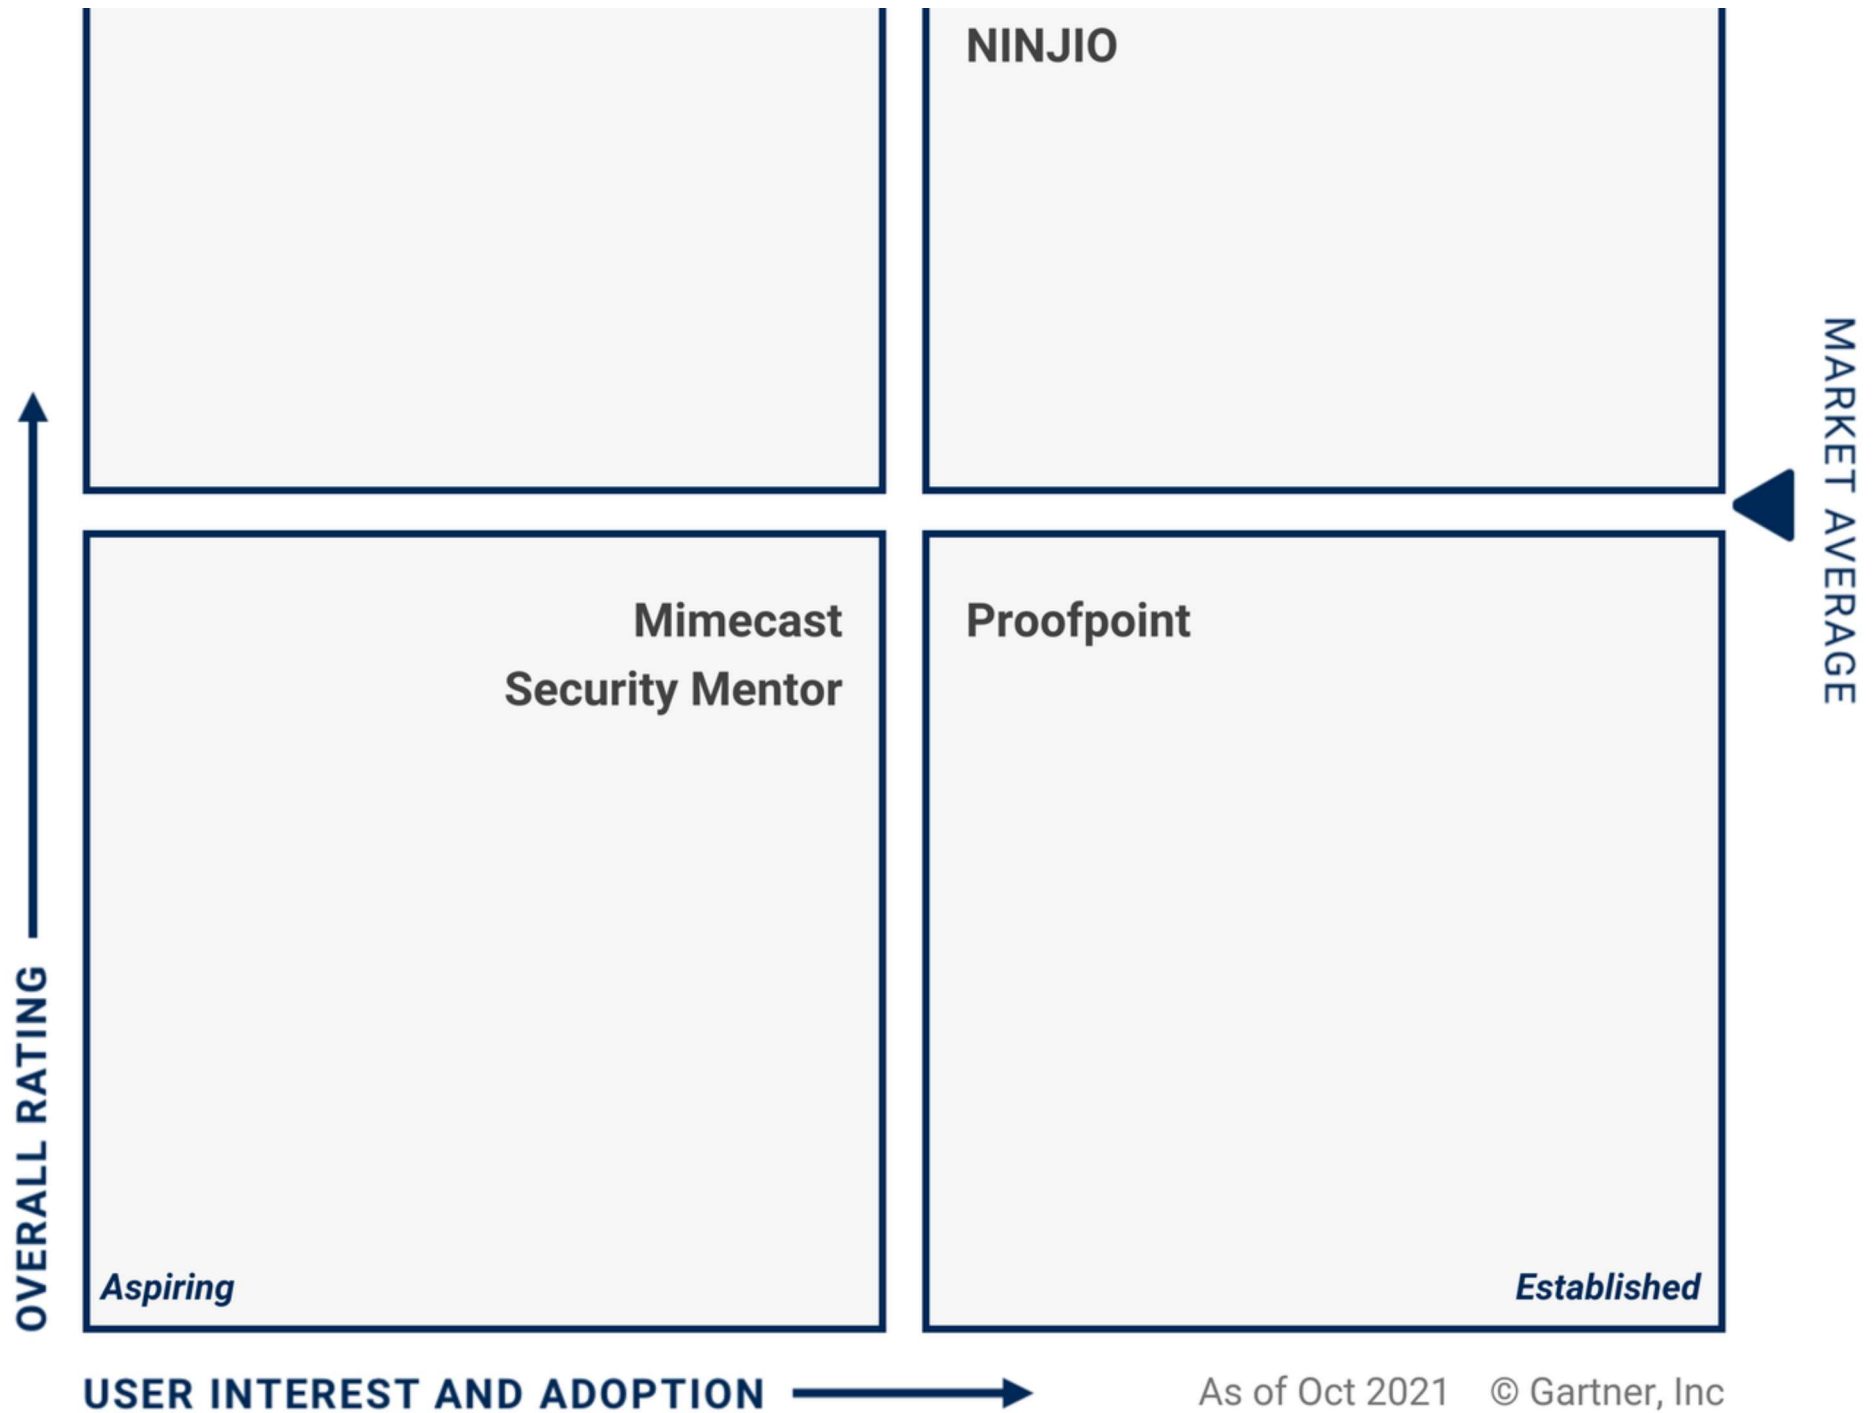 NINJIO
MARKET AVERAGE
Mimecast
Security Mentor
Proofpoint
OVERALL RATING
Aspiring
Established
USER INTEREST AND ADOPTION
As of Oct 2021 © Gartner, Inc